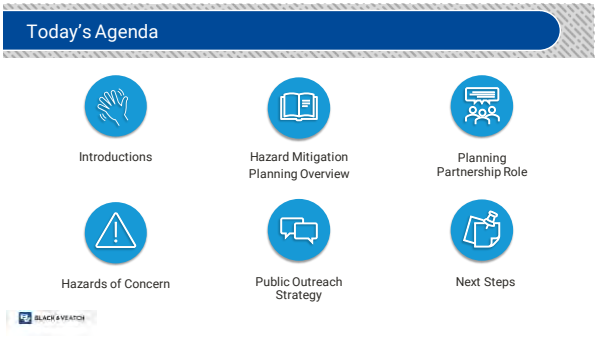 Today's Agenda
Introductions
Hazard Mitigation
Planning Overview
Planning
Partnership Role
Hazards of Concern
Public Outreach
Strategy
Next Steps
BLACK & VEATCH